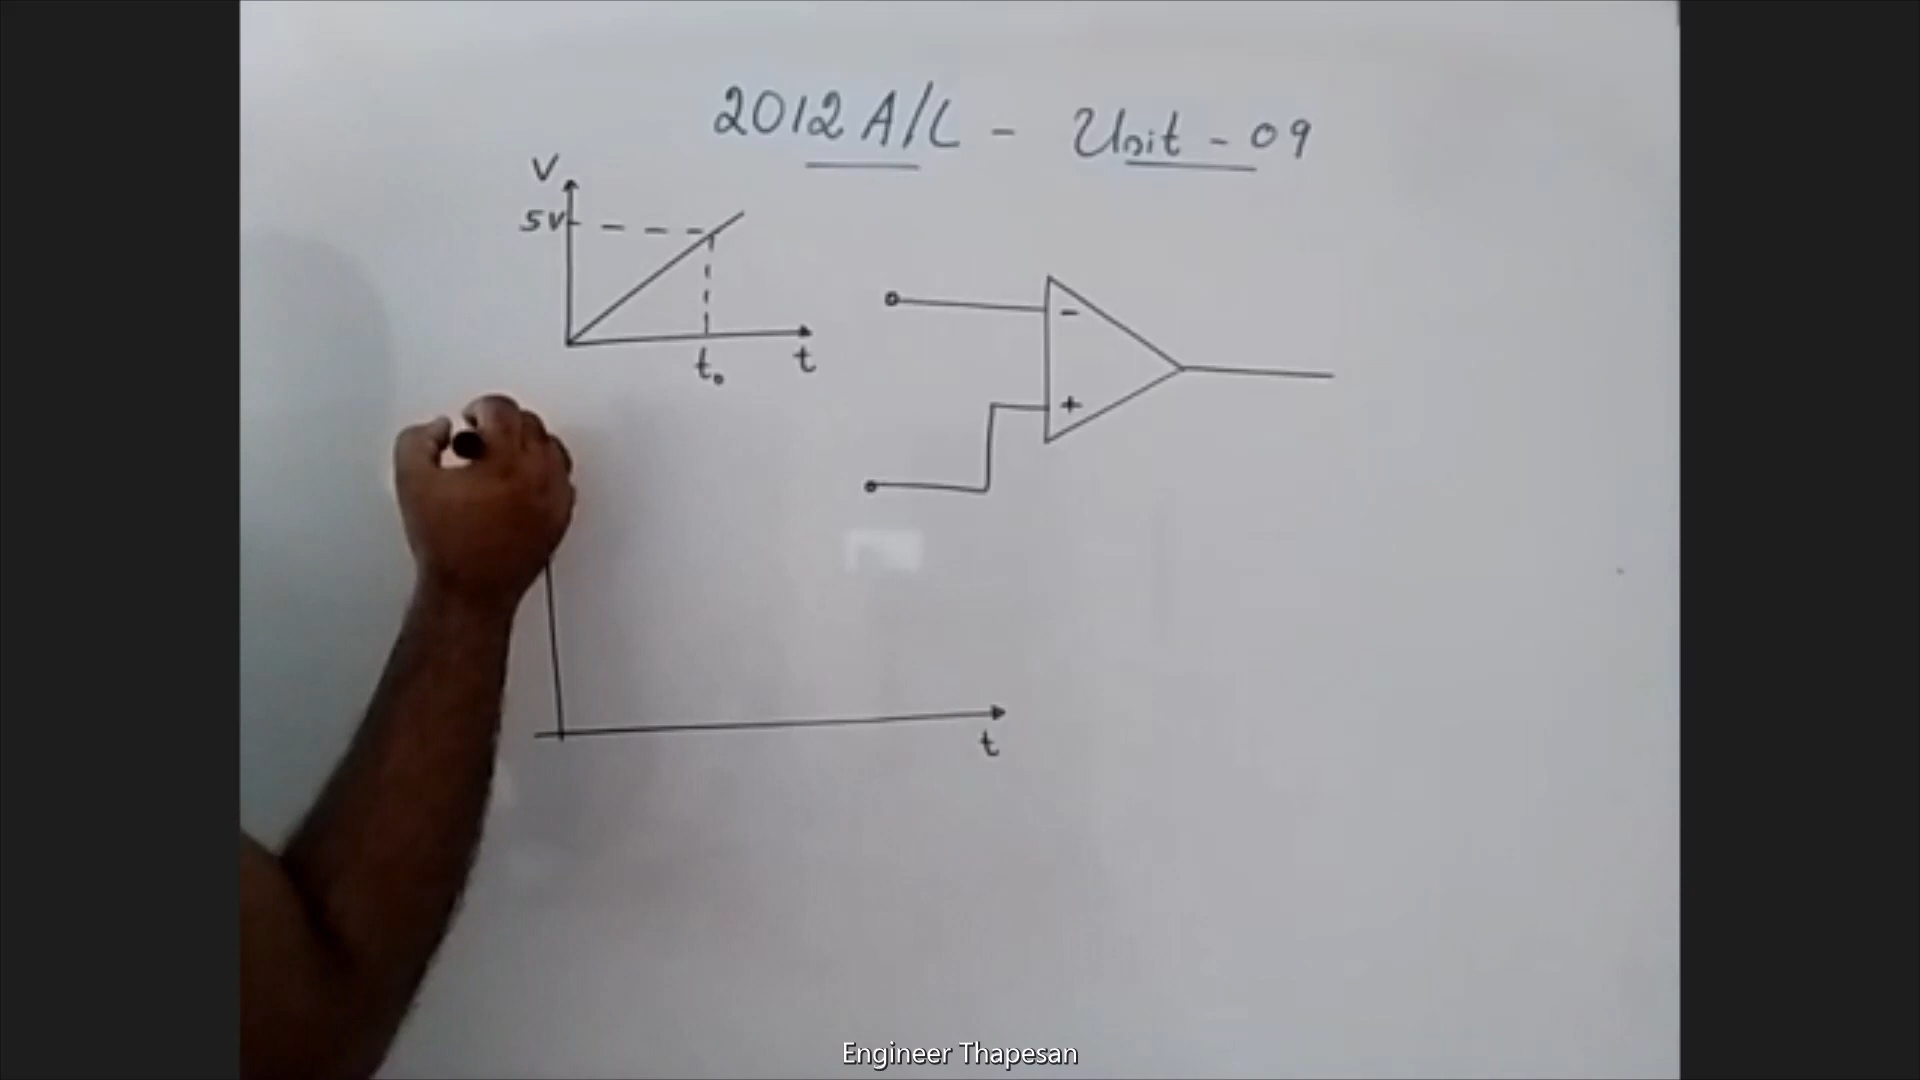 2012 A/L - Unit - 09
V
5V
t₀ t
-
+
t
Engineer Thapesan